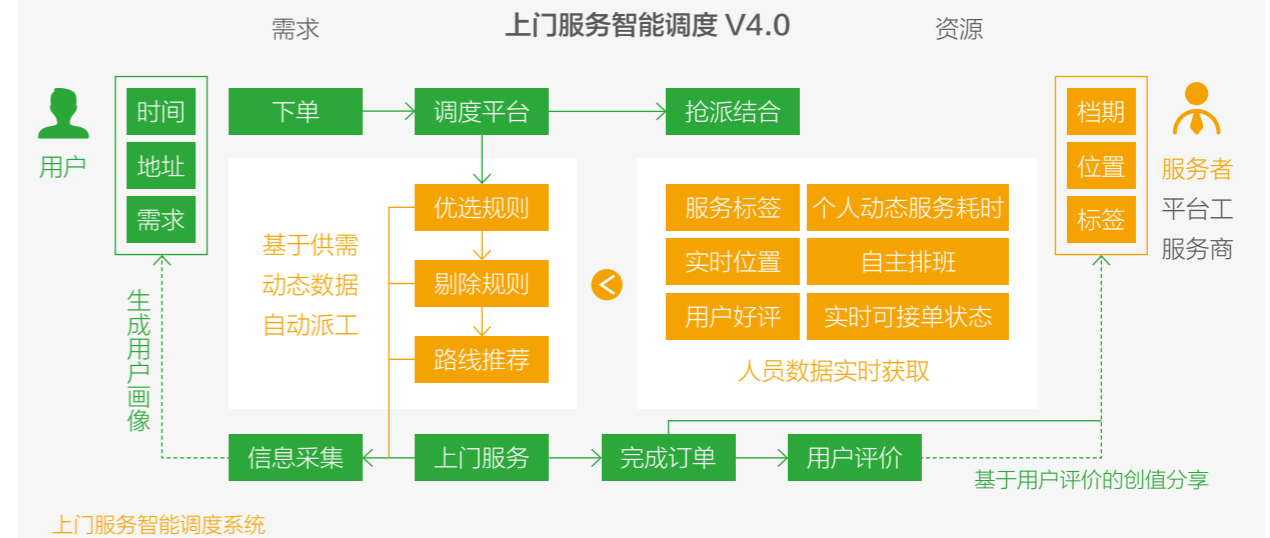 需求
上门服务智能调度 V4.0
资源
用户
时间
地址
需求
下单
调度平台
抢派结合
档期
位置
标签
服务者
平台工
服务商
基于供需
动态数据
自动派工
优选规则
剔除规则
路线推荐
服务标签
个人动态服务耗时
实时位置
自主排班
用户好评
实时可接单状态
人员数据实时获取
生成用户画像
信息采集
上门服务
完成订单
用户评价
基于用户评价的创值分享
上门服务智能调度系统